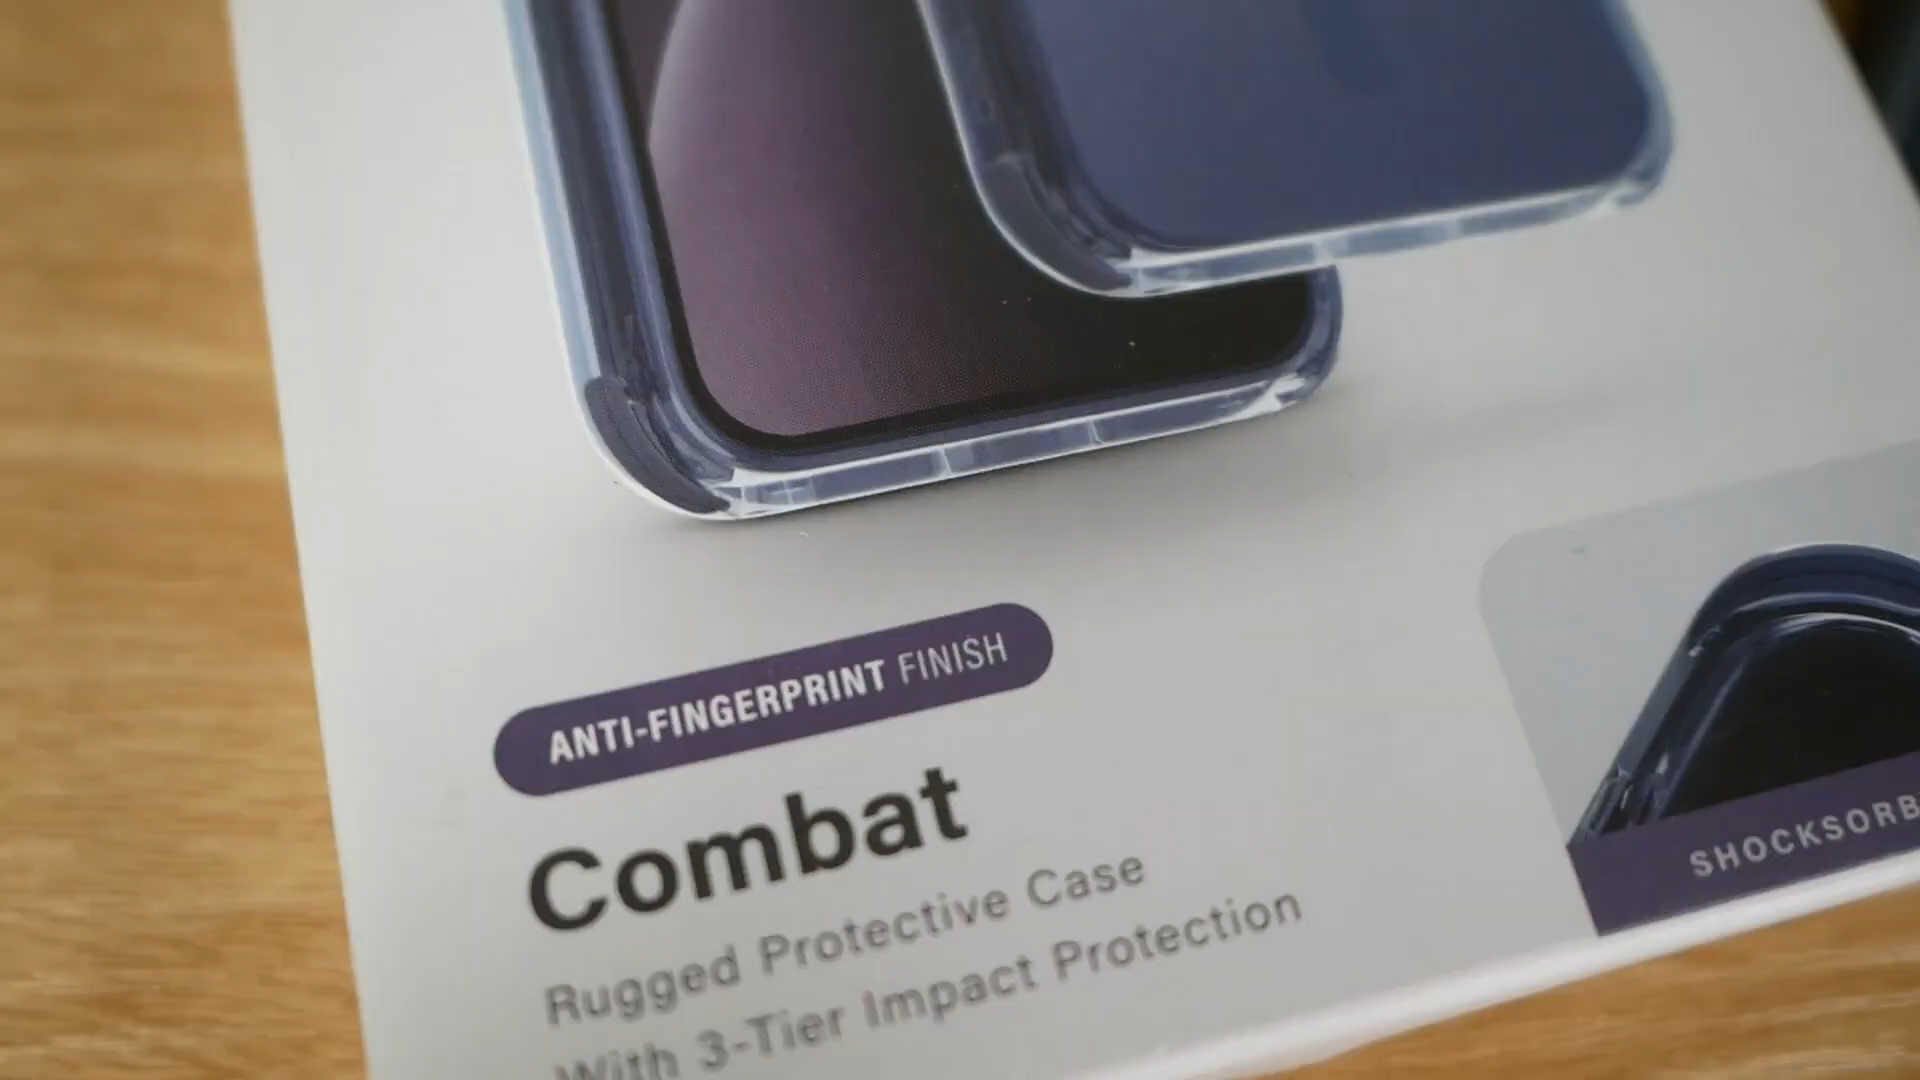 ANTI-FINGERPRINT FINISH
Combat
Rugged Protective Case
With 3-Tier Impact Protection
SHOCKSORB